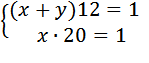 (x + y)12 = 1
x · 20 = 1